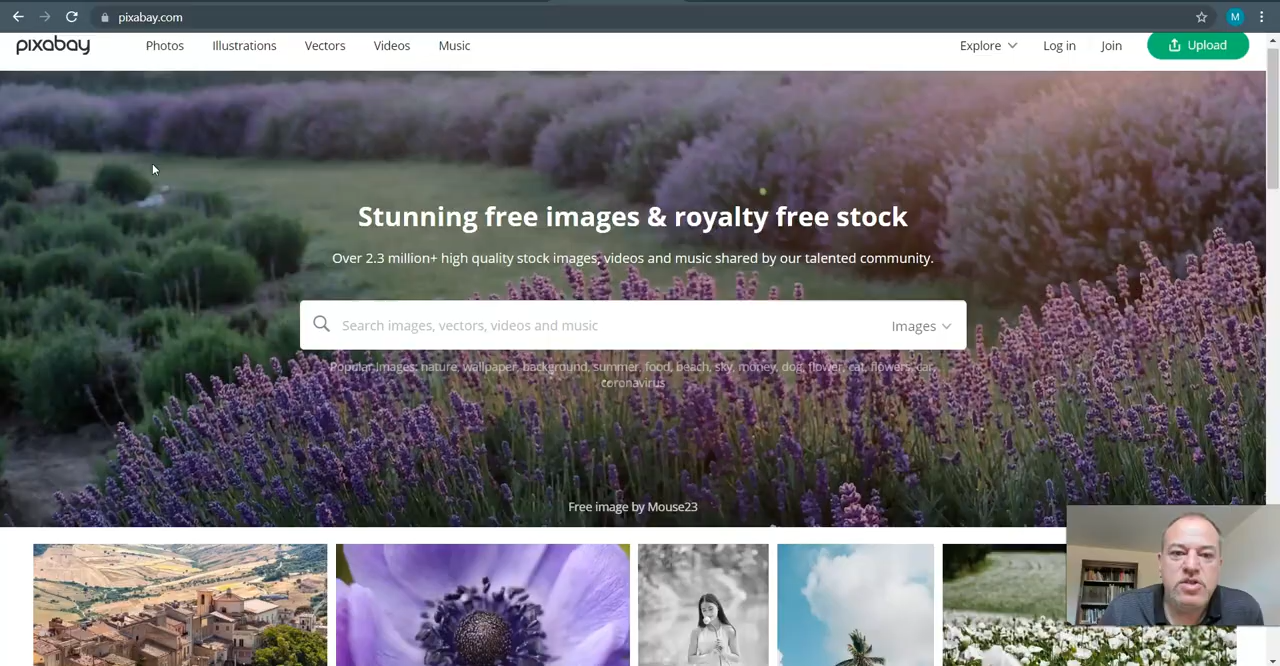 pixabay.com
M
pixabay
Photos
Illustrations
Vectors
Videos
Music
Explore
Log in
Join
Upload
Stunning free images & royalty free stock
Over 2.3 million+ high quality stock images, videos and music shared by our talented community.
Search images, vectors, videos and music
Images
Popular Images: nature, wallpaper, background, summer, food, beach, sky, money, dog, flower, cat, flowers, car,
coronavirus
Free image by Mouse23